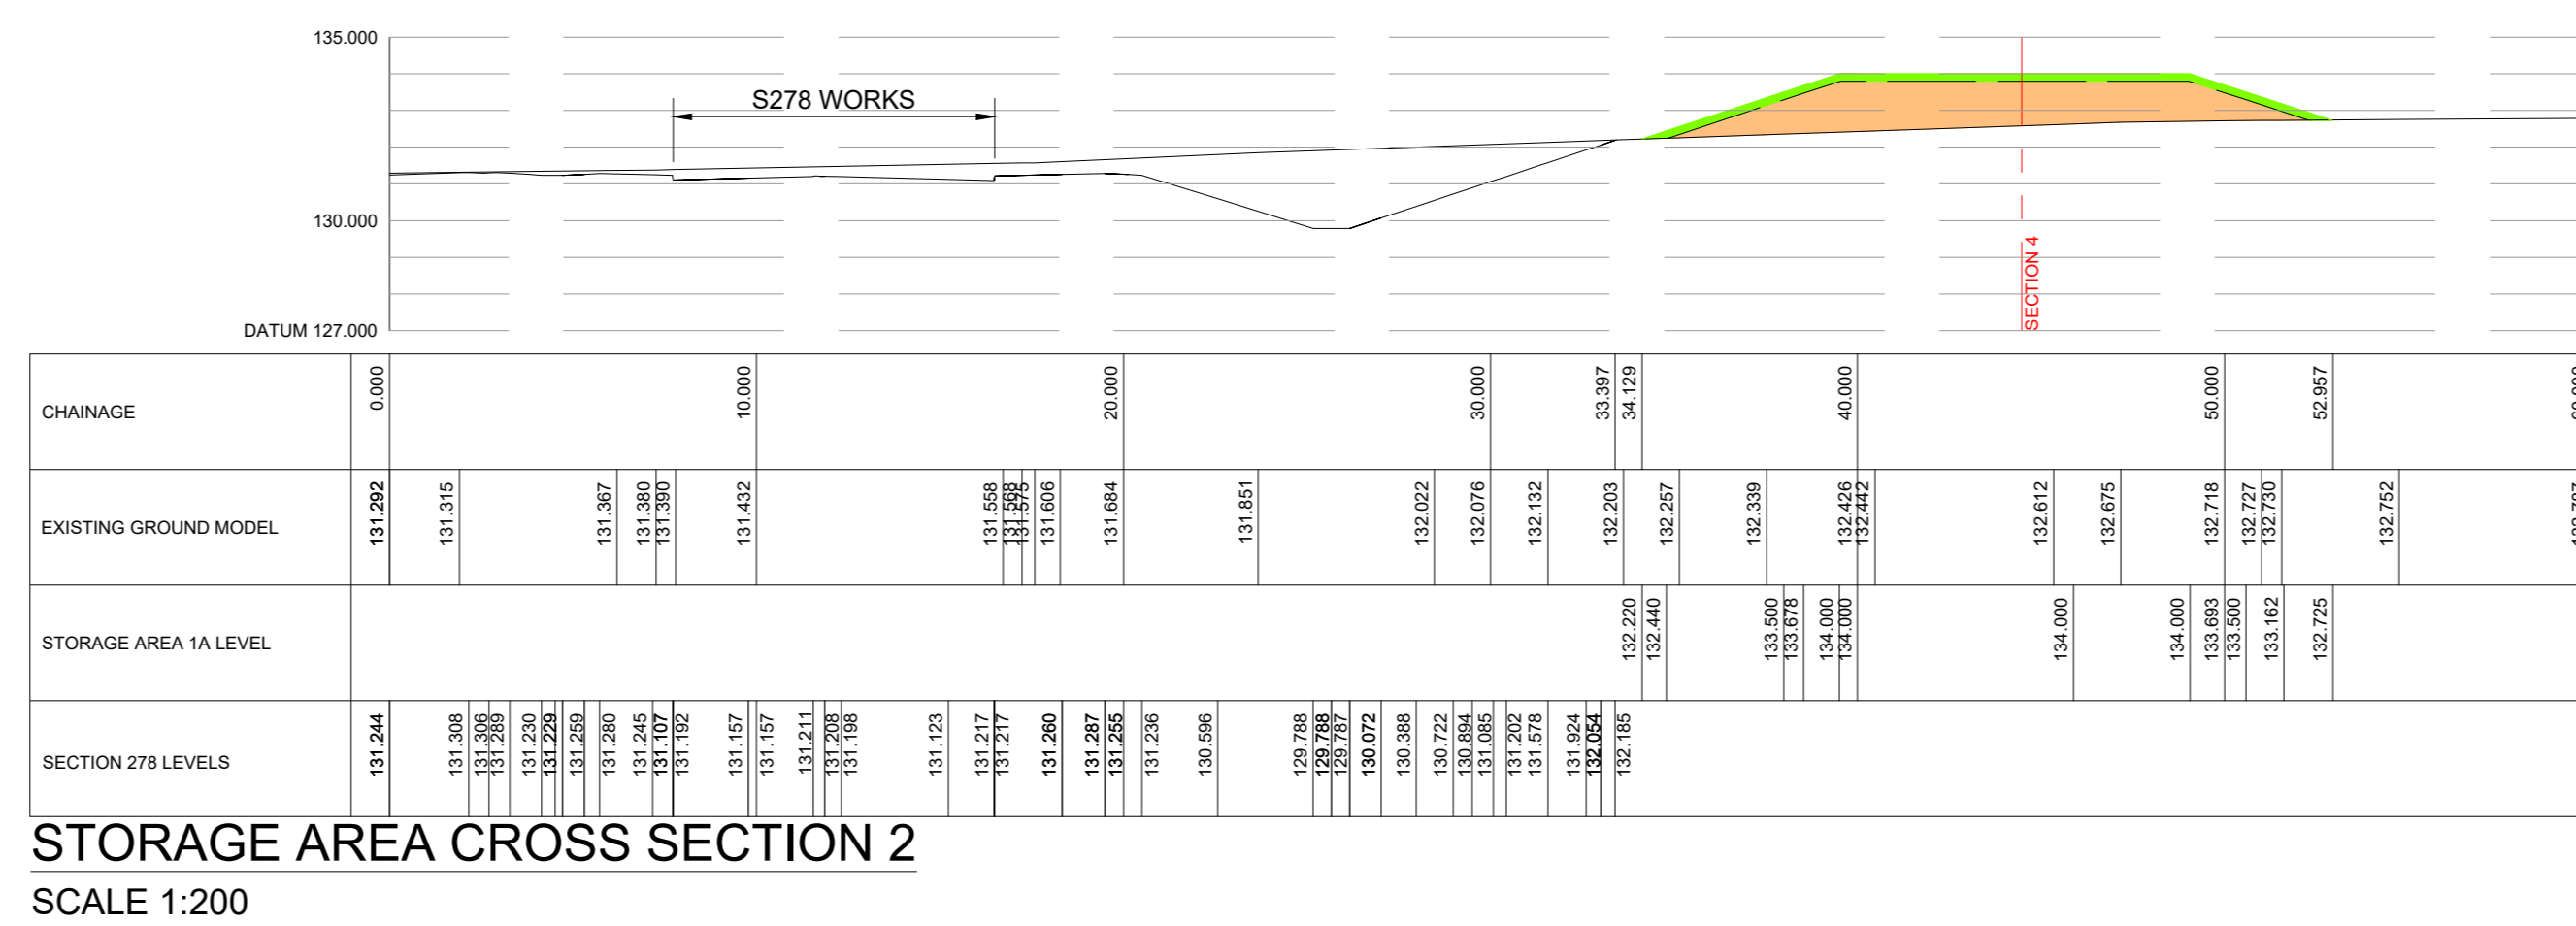 135.000
S278 WORKS
130.000
SECTION 4
DATUM 127.000
CHAINAGE 0.000 10.000 20.000 30.000 33.397 34.129 40.000 50.000 52.957
EXISTING GROUND MODEL 131.292 131.315 131.367 131.380 131.390 131.432 131.558 131.568 131.575 131.606 131.684 131.851 132.022 132.076 132.132 132.203 132.257 132.339 132.426 132.442 132.612 132.675 132.718 132.727 132.730 132.752
STORAGE AREA 1A LEVEL 132.220 132.440 133.500 133.678 134.000 134.000 134.000 134.000 133.693 133.500 133.162 132.725
SECTION 278 LEVELS 131.244 131.308 131.306 131.289 131.230 131.229 131.259 131.280 131.245 131.107 131.192 131.157 131.157 131.211 131.208 131.198 131.123 131.217 131.217 131.260 131.287 131.255 131.236 130.596 129.788 129.788 129.787 130.072 130.388 130.722 130.894 131.085 131.202 131.578 131.924 132.054 132.185
STORAGE AREA CROSS SECTION 2
SCALE 1:200